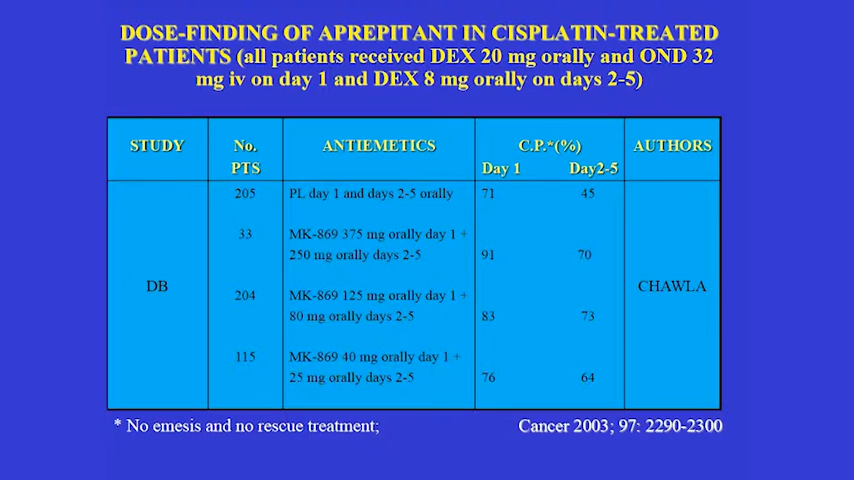 DOSE-FINDING OF APREPITANT IN CISPLATIN-TREATED
PATIENTS (all patients received DEX 20 mg orally and OND 32
mg iv on day 1 and DEX 8 mg orally on days 2-5)
STUDY No. ANTIEMETICS C.P.*(%) AUTHORS
PTS Day 1 Day2-5
205 PL day 1 and days 2-5 orally 71 45
33 MK-869 375 mg orally day 1 +
250 mg orally days 2-5 91 70
DB CHAWLA
204 MK-869 125 mg orally day 1 +
80 mg orally days 2-5 83 73
115 MK-869 40 mg orally day 1 +
25 mg orally days 2-5 76 64
* No emesis and no rescue treatment; Cancer 2003; 97: 2290-2300